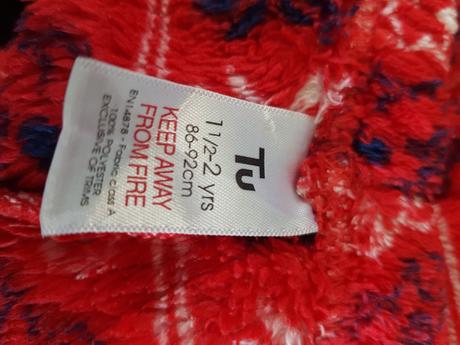 Tu
1 1/2-2 yrs
86-92cm
KEEP AWAY
FROM FIRE
EN14878 - Fabric class A
100% POLYESTER
EXCLUSIVE OF TRIMS